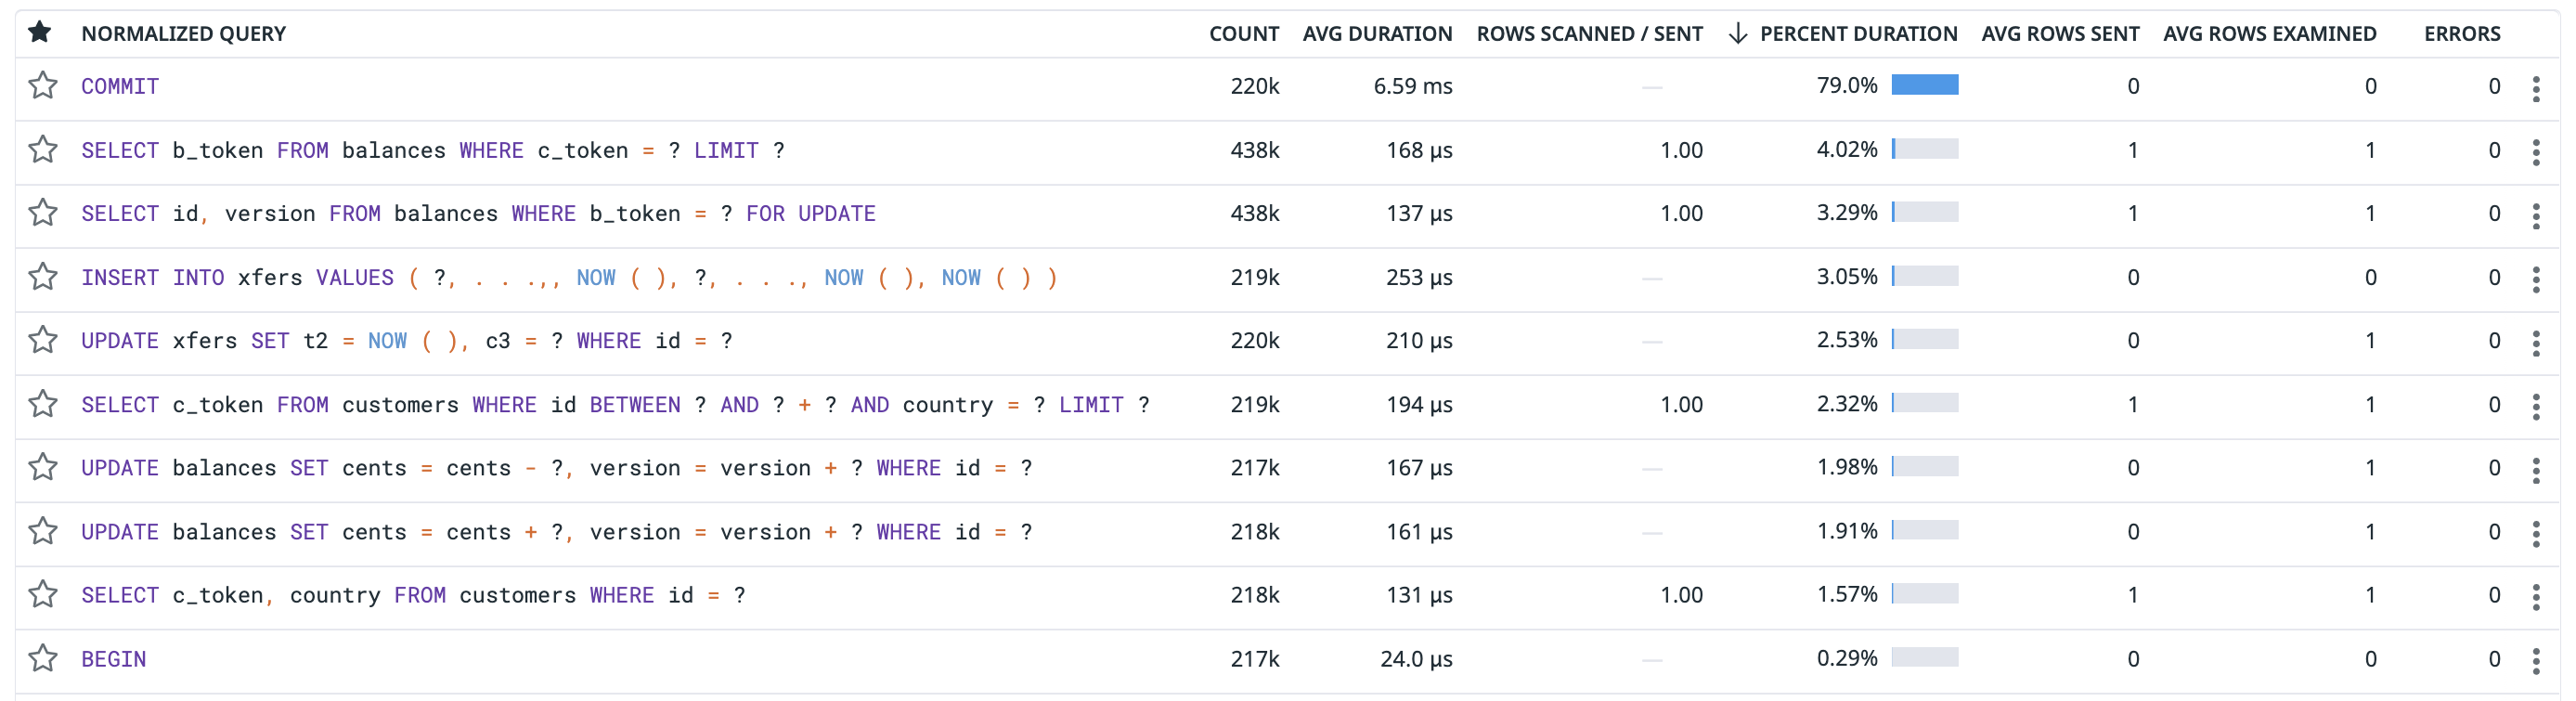 NORMALIZED QUERY COUNT AVG DURATION ROWS SCANNED / SENT ↓ PERCENT DURATION AVG ROWS SENT AVG ROWS EXAMINED ERRORS
COMMIT 220k 6.59 ms — 79.0% 0 0 0
SELECT b_token FROM balances WHERE c_token = ? LIMIT ? 438k 168 µs 1.00 4.02% 1 1 0
SELECT id, version FROM balances WHERE b_token = ? FOR UPDATE 438k 137 µs 1.00 3.29% 1 1 0
INSERT INTO xfers VALUES ( ?, . . .,, NOW ( ), ?, . . ., NOW ( ), NOW ( ) ) 219k 253 µs — 3.05% 0 0 0
UPDATE xfers SET t2 = NOW ( ), c3 = ? WHERE id = ? 220k 210 µs — 2.53% 0 1 0
SELECT c_token FROM customers WHERE id BETWEEN ? AND ? + ? AND country = ? LIMIT ? 219k 194 µs 1.00 2.32% 1 1 0
UPDATE balances SET cents = cents - ?, version = version + ? WHERE id = ? 217k 167 µs — 1.98% 0 1 0
UPDATE balances SET cents = cents + ?, version = version + ? WHERE id = ? 218k 161 µs — 1.91% 0 1 0
SELECT c_token, country FROM customers WHERE id = ? 218k 131 µs 1.00 1.57% 1 1 0
BEGIN 217k 24.0 µs — 0.29% 0 0 0